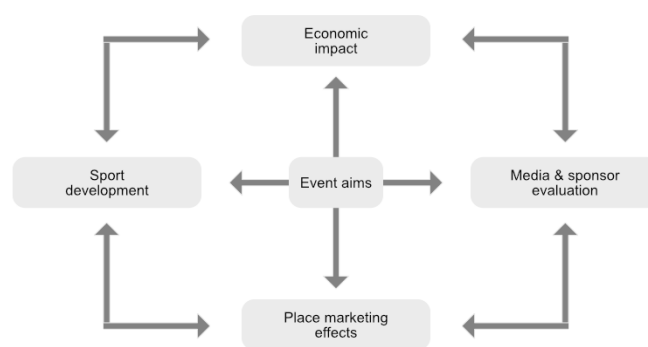 Economic
impact
Sport
development
Event aims
Media & sponsor
evaluation
Place marketing
effects